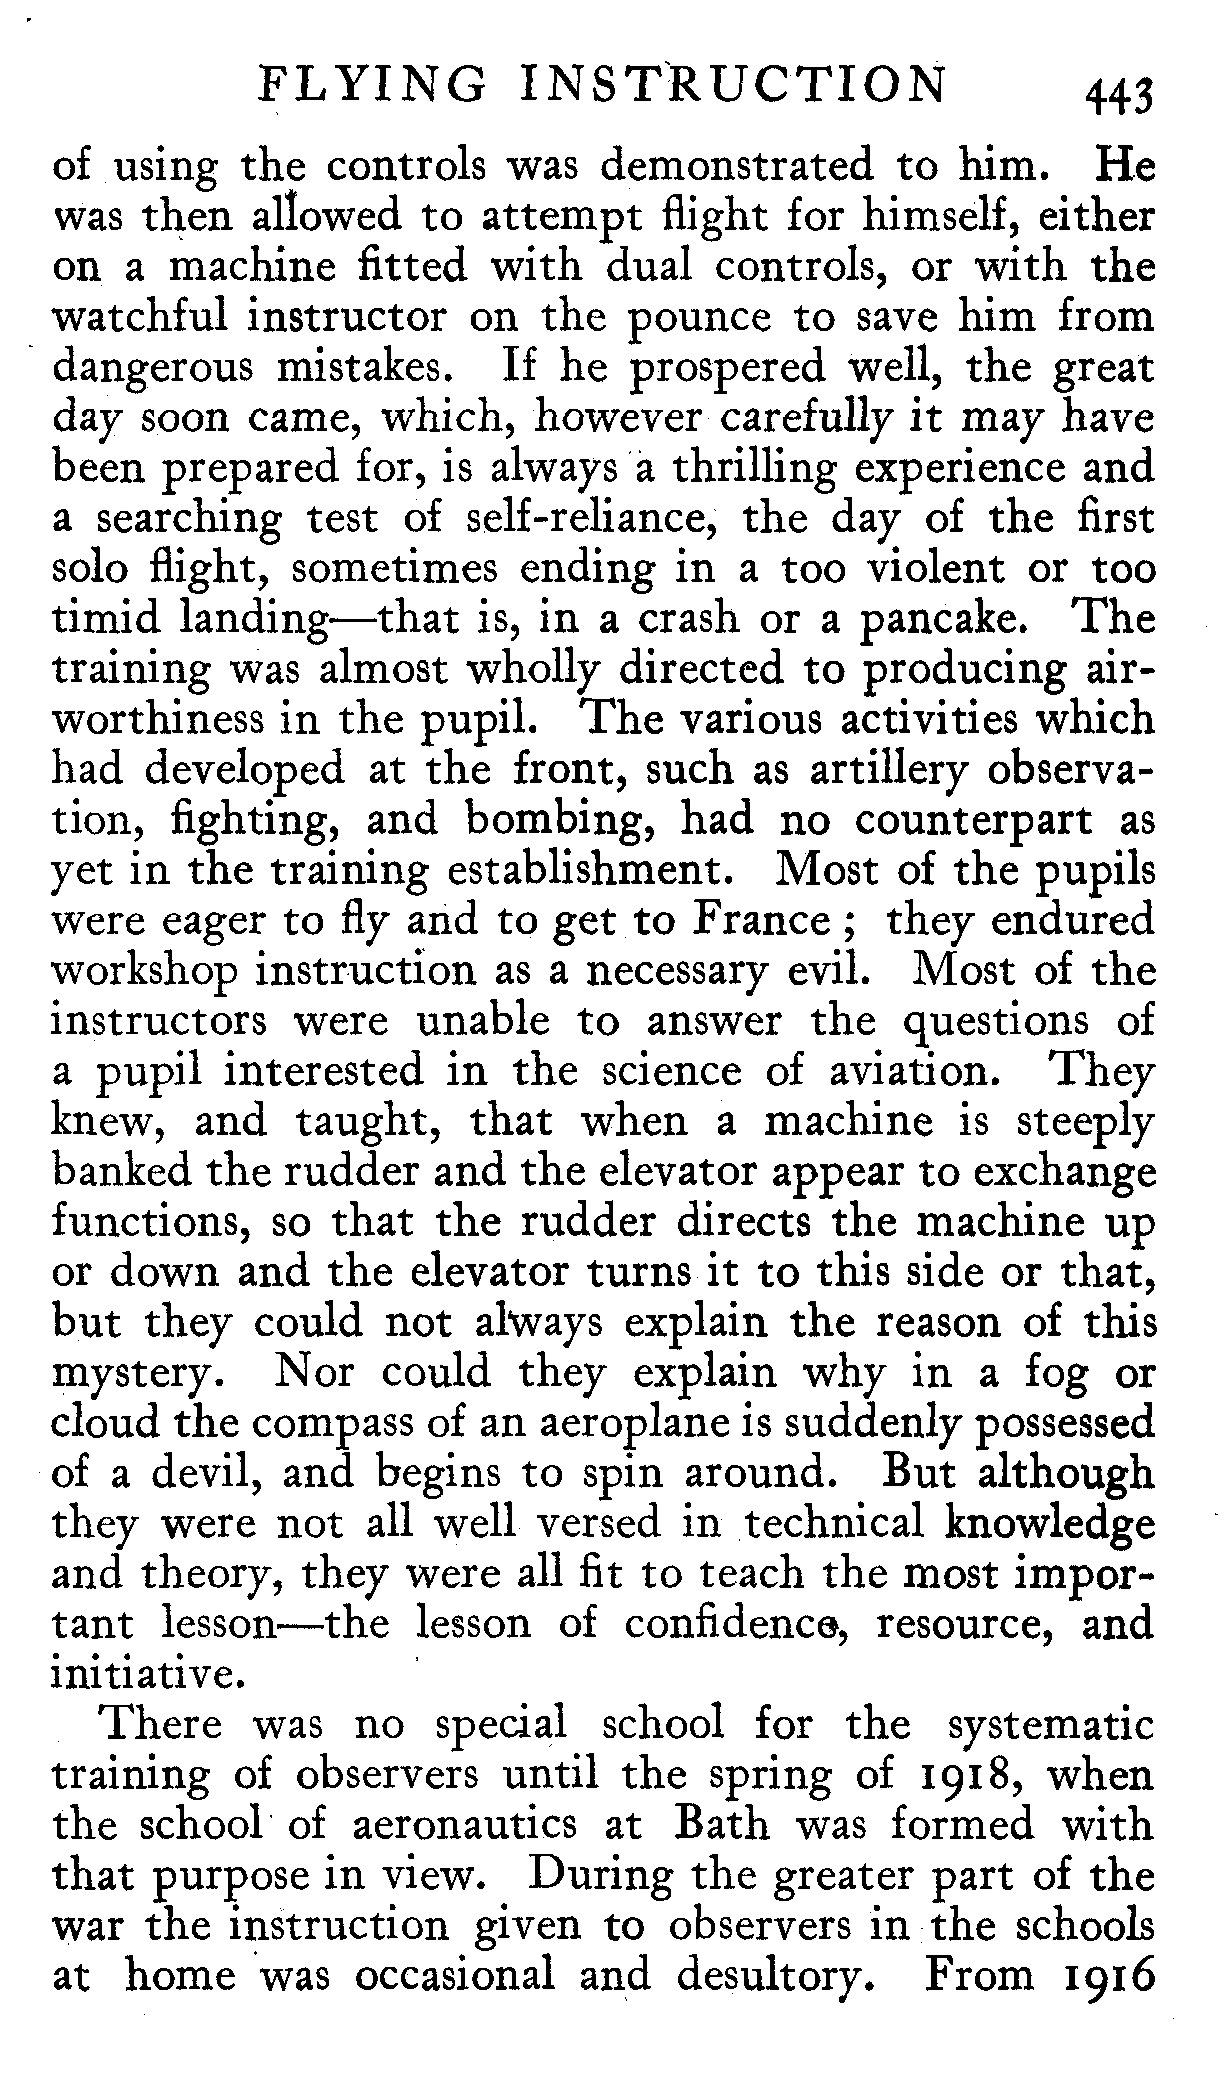 FLYING INSTRUCTION 443
of using the controls was demonstrated to him. He
was then allowed to attempt flight for himself, either
on a machine fitted with dual controls, or with the
watchful instructor on the pounce to save him from
dangerous mistakes. If he prospered well, the great
day soon came, which, however carefully it may have
been prepared for, is always a thrilling experience and
a searching test of self-reliance, the day of the first
solo flight, sometimes ending in a too violent or too
timid landing—that is, in a crash or a pancake. The
training was almost wholly directed to producing air-
worthiness in the pupil. The various activities which
had developed at the front, such as artillery observa-
tion, fighting, and bombing, had no counterpart as
yet in the training establishment. Most of the pupils
were eager to fly and to get to France ; they endured
workshop instruction as a necessary evil. Most of the
instructors were unable to answer the questions of
a pupil interested in the science of aviation. They
knew, and taught, that when a machine is steeply
banked the rudder and the elevator appear to exchange
functions, so that the rudder directs the machine up
or down and the elevator turns it to this side or that,
but they could not always explain the reason of this
mystery. Nor could they explain why in a fog or
cloud the compass of an aeroplane is suddenly possessed
of a devil, and begins to spin around. But although
they were not all well versed in technical knowledge
and theory, they were all fit to teach the most impor-
tant lesson—the lesson of confidence, resource, and
initiative.
There was no special school for the systematic
training of observers until the spring of 1918, when
the school of aeronautics at Bath was formed with
that purpose in view. During the greater part of the
war the instruction given to observers in the schools
at home was occasional and desultory. From 1916